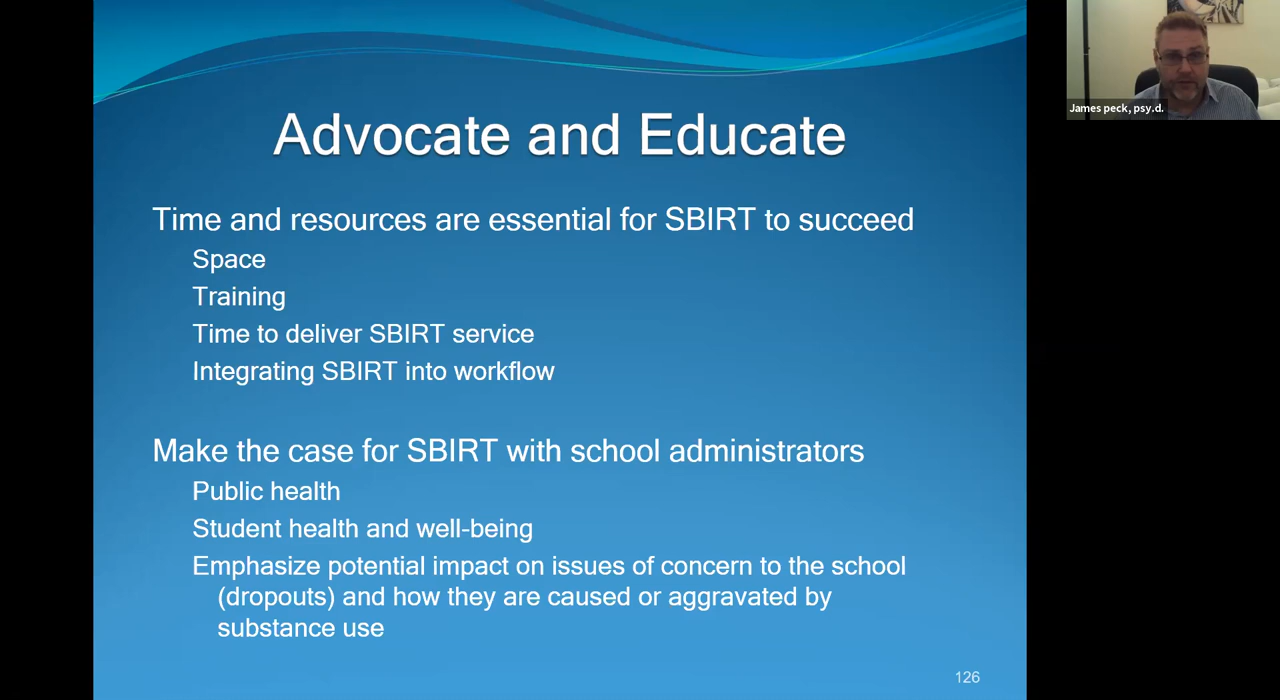 Advocate and Educate
Time and resources are essential for SBIRT to succeed
Space
Training
Time to deliver SBIRT service
Integrating SBIRT into workflow
Make the case for SBIRT with school administrators
Public health
Student health and well-being
Emphasize potential impact on issues of concern to the school
(dropouts) and how they are caused or aggravated by
substance use
126
James peck, psy.d.